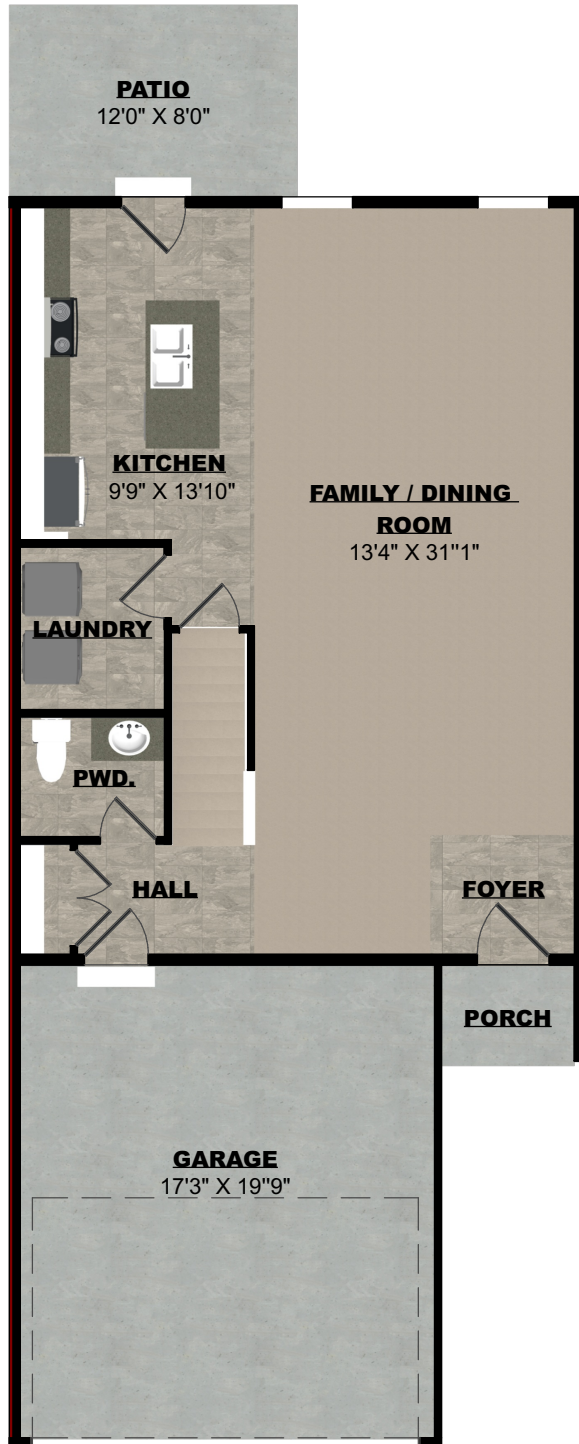 PATIO
12'0" X 8'0"
KITCHEN
9'9" X 13'10"
FAMILY / DINING
ROOM
13'4" X 31"1"
LAUNDRY
PWD.
HALL
FOYER
PORCH
GARAGE
17'3" X 19"9"